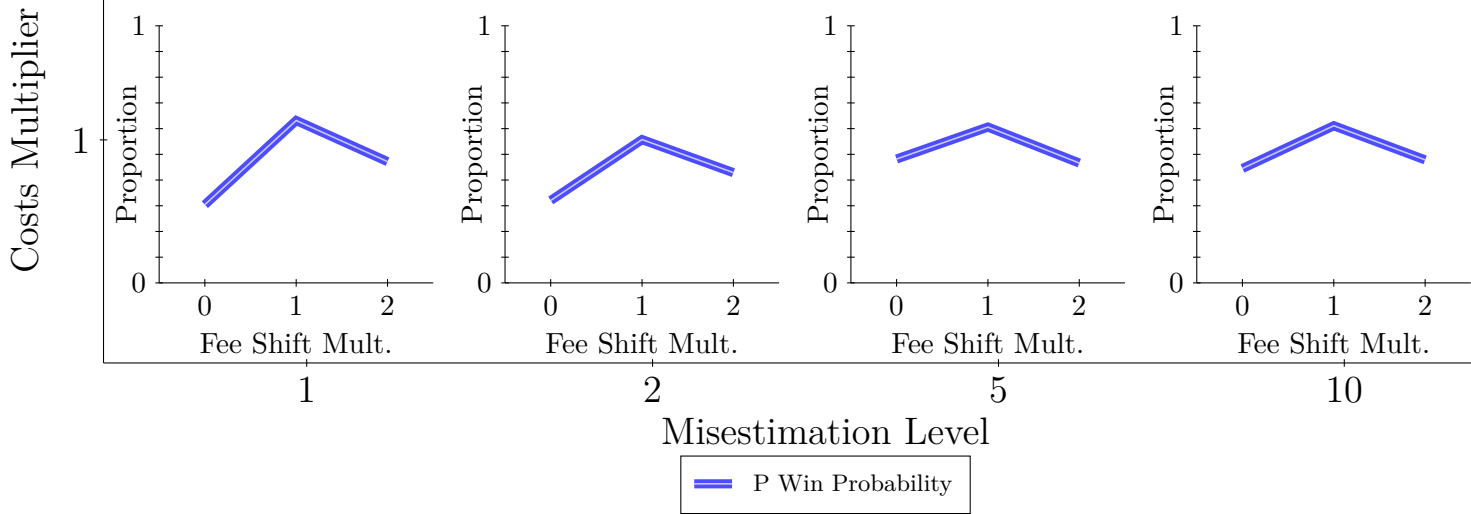 Costs Multiplier
1
1
Proportion
0
0 1 2
Fee Shift Mult.
1
Proportion
0
0 1 2
Fee Shift Mult.
1
Proportion
0
0 1 2
Fee Shift Mult.
1
Proportion
0
0 1 2
Fee Shift Mult.
1 2 5 10
Misestimation Level
P Win Probability